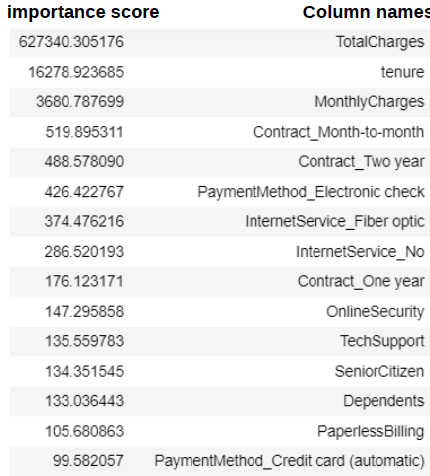 importance score Column names
627340.305176 TotalCharges
16278.923685 tenure
3680.787699 MonthlyCharges
519.895311 Contract_Month-to-month
488.578090 Contract_Two year
426.422767 PaymentMethod_Electronic check
374.476216 InternetService_Fiber optic
286.520193 InternetService_No
176.123171 Contract_One year
147.295858 OnlineSecurity
135.559783 TechSupport
134.351545 SeniorCitizen
133.036443 Dependents
105.680863 PaperlessBilling
99.582057 PaymentMethod_Credit card (automatic)